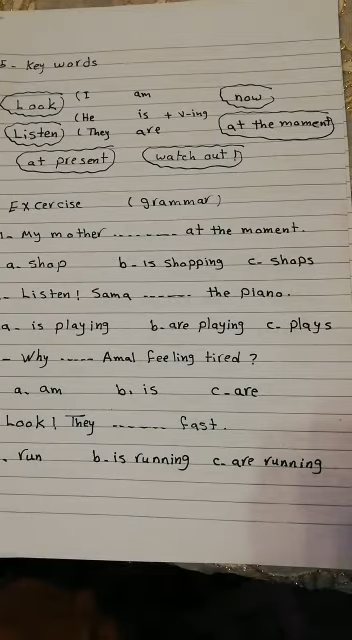 5- Key words
Look (I am now
(He is + v-ing
Listen (They are at the moment
at present watch out!)
Excercise (grammar)
1- My mother ........ at the moment.
a. shop b- is shopping c- shops
- Listen! Sama ....... the piano.
a- is playing b. are playing c- plays
- Why ..... Amal feeling tired ?
a. am b. is c- are
Look! They ....... fast.
. run b- is running c. are running